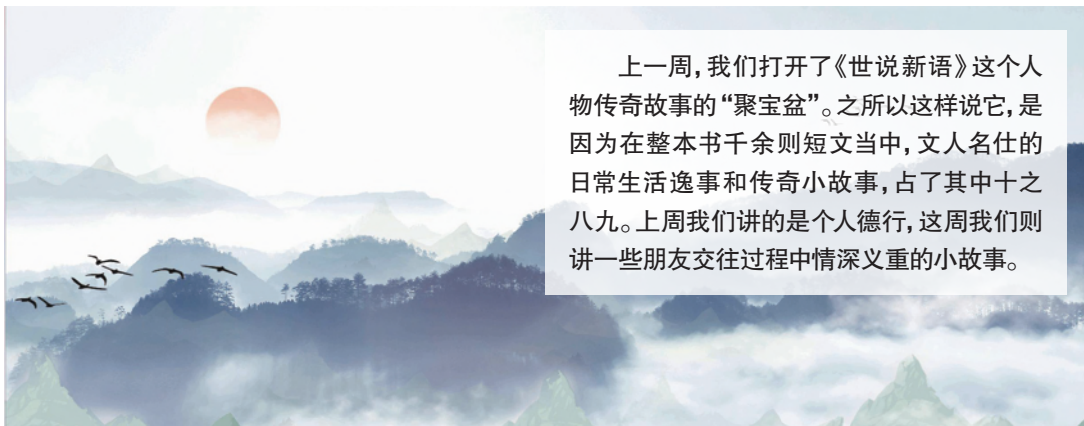 上一周，我们打开了《世说新语》这个人
物传奇故事的“聚宝盆”。之所以这样说它，是
因为在整本书千余则短文当中，文人名仕的
日常生活逸事和传奇小故事，占了其中十之
八九。上周我们讲的是个人德行，这周我们则
讲一些朋友交往过程中情深义重的小故事。